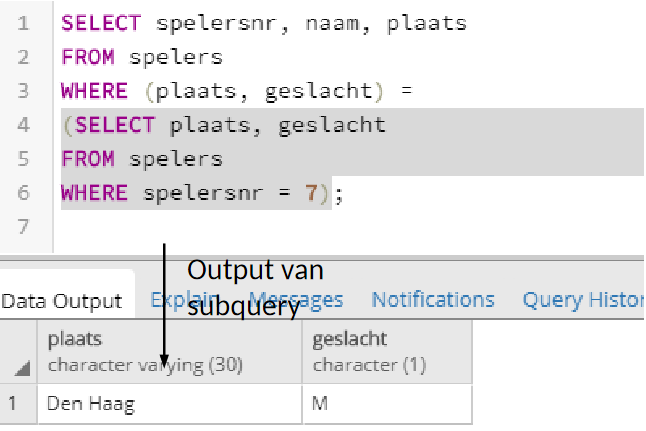 1 SELECT spelersnr, naam, plaats
2 FROM spelers
3 WHERE (plaats, geslacht) =
4 (SELECT plaats, geslacht
5 FROM spelers
6 WHERE spelersnr = 7);
7
Output van
subquery
Data Output Explain Messages Notifications Query Histor
plaats geslacht
character varying (30) character (1)
1 Den Haag M